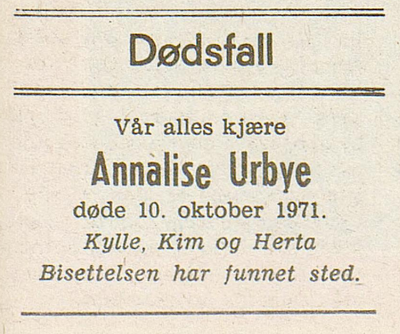 Dødsfall
Vår alles kjære
Annalise Urbye
døde 10. oktober 1971.
Kylle, Kim og Herta
Bisettelsen har funnet sted.